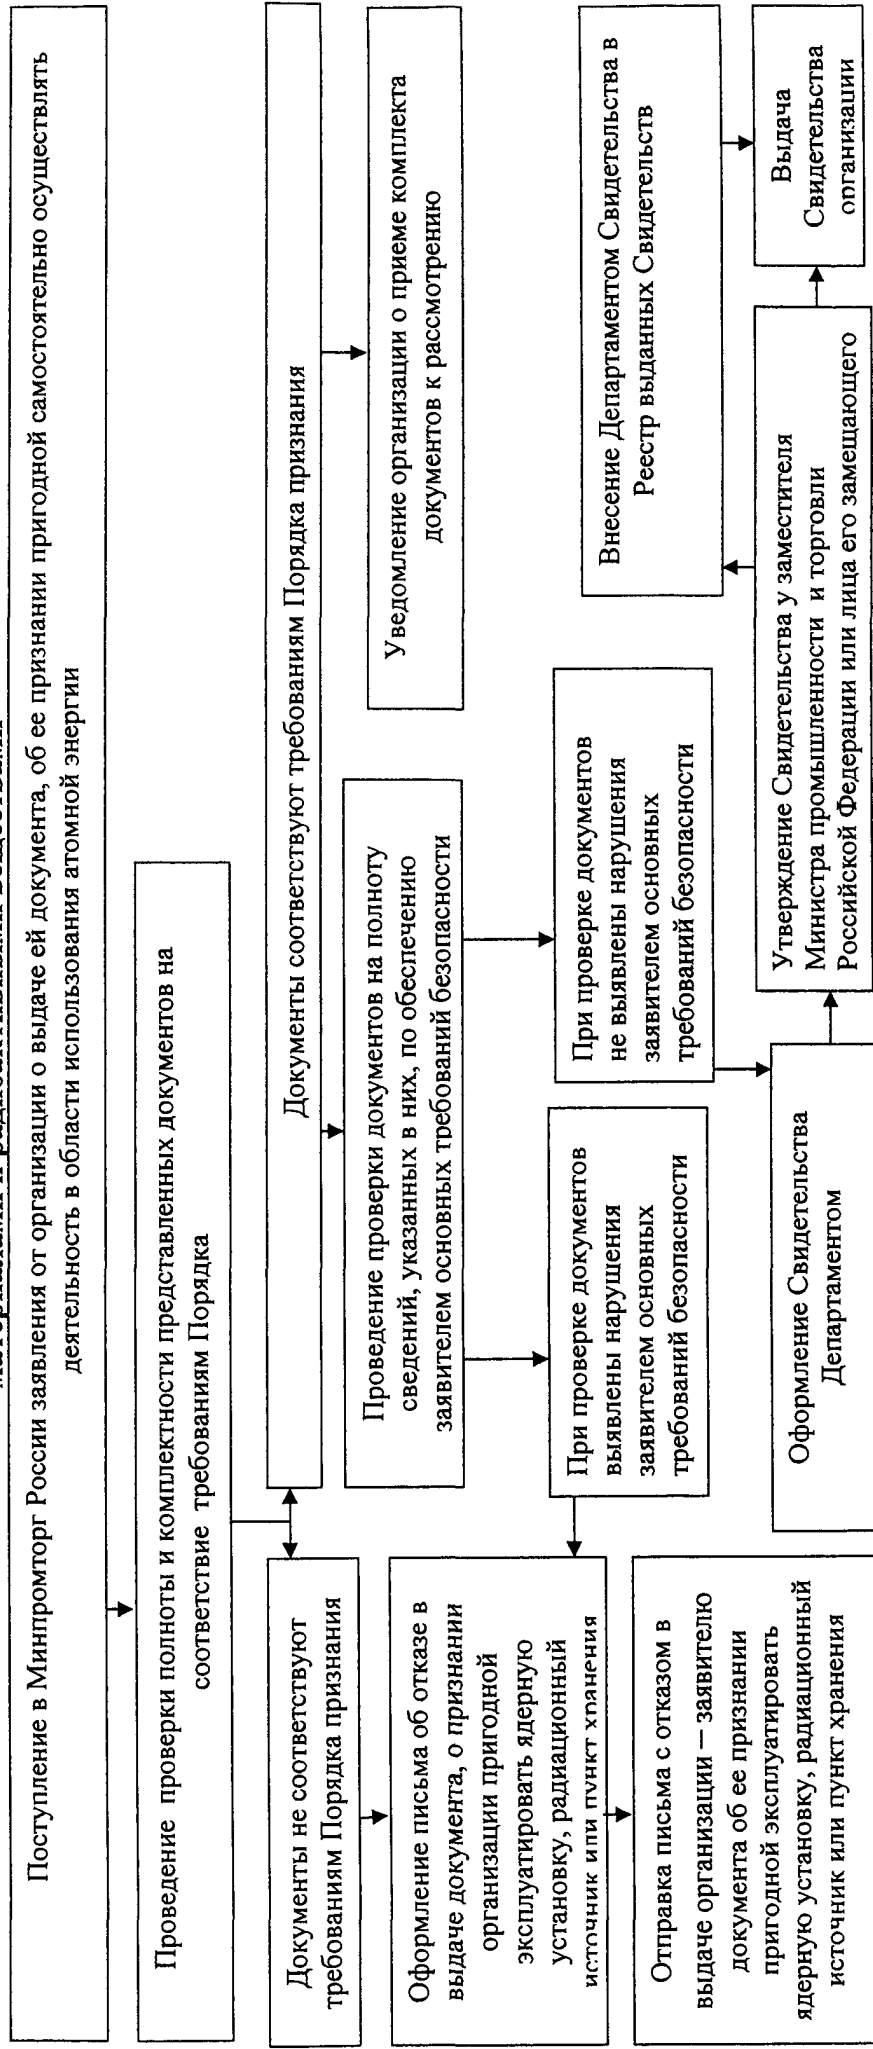 Поступление в Минпромторг России заявления от организации о выдаче ей документа, об ее признании пригодной самостоятельно осуществлять
деятельность в области использования атомной энергии
Проведение проверки полноты и комплектности представленных документов на
соответствие требованиям Порядка
Документы не соответствуют
требованиям Порядка признания
Документы соответствуют требованиям Порядка признания
Оформление письма об отказе в
выдаче документа, о признании
организации пригодной
эксплуатировать ядерную
установку, радиационный
источник или пункт хранения
Проведение проверки документов на полноту
сведений, указанных в них, по обеспечению
заявителем основных требований безопасности
Уведомление организации о приеме комплекта
документов к рассмотрению
При проверке документов
выявлены нарушения
заявителем основных
требований безопасности
При проверке документов
не выявлены нарушения
заявителем основных
требований безопасности
Внесение Департаментом Свидетельства в
Реестр выданных Свидетельств
Отправка письма с отказом в
выдаче организации – заявителю
документа об ее признании
пригодной эксплуатировать
ядерную установку, радиационный
источник или пункт хранения
Оформление Свидетельства
Департаментом
Утверждение Свидетельства у заместителя
Министра промышленности и торговли
Российской Федерации или лица его замещающего
Выдача
Свидетельства
организации